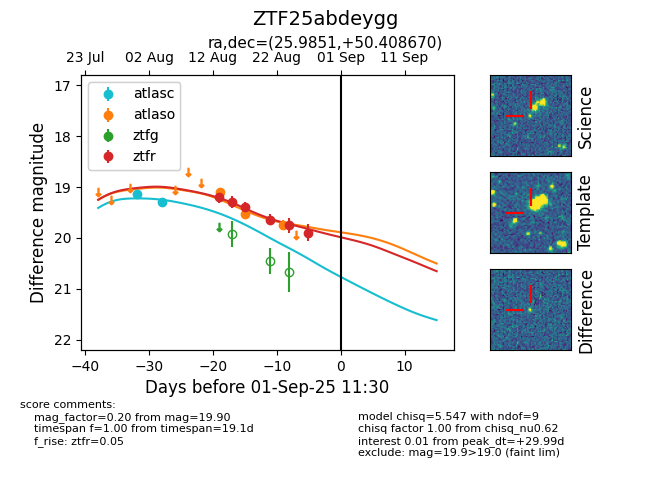 ZTF25abdeygg
ra,dec=(25.9851,+50.408670)
23 Jul 02 Aug 12 Aug 22 Aug 01 Sep 11 Sep
17
18
19
20
21
22
Difference magnitude
atlasc
atlaso
ztfg
ztfr
−40 −30 −20 −10 0 10
Days before 01-Sep-25 11:30
Science
Template
Difference
score comments:
mag_factor=0.20 from mag=19.90
timespan f=1.00 from timespan=19.1d
f_rise: ztfr=0.05
model chisq=5.547 with ndof=9
chisq factor 1.00 from chisq_nu0.62
interest 0.01 from peak_dt=+29.99d
exclude: mag=19.9>19.0 (faint lim)